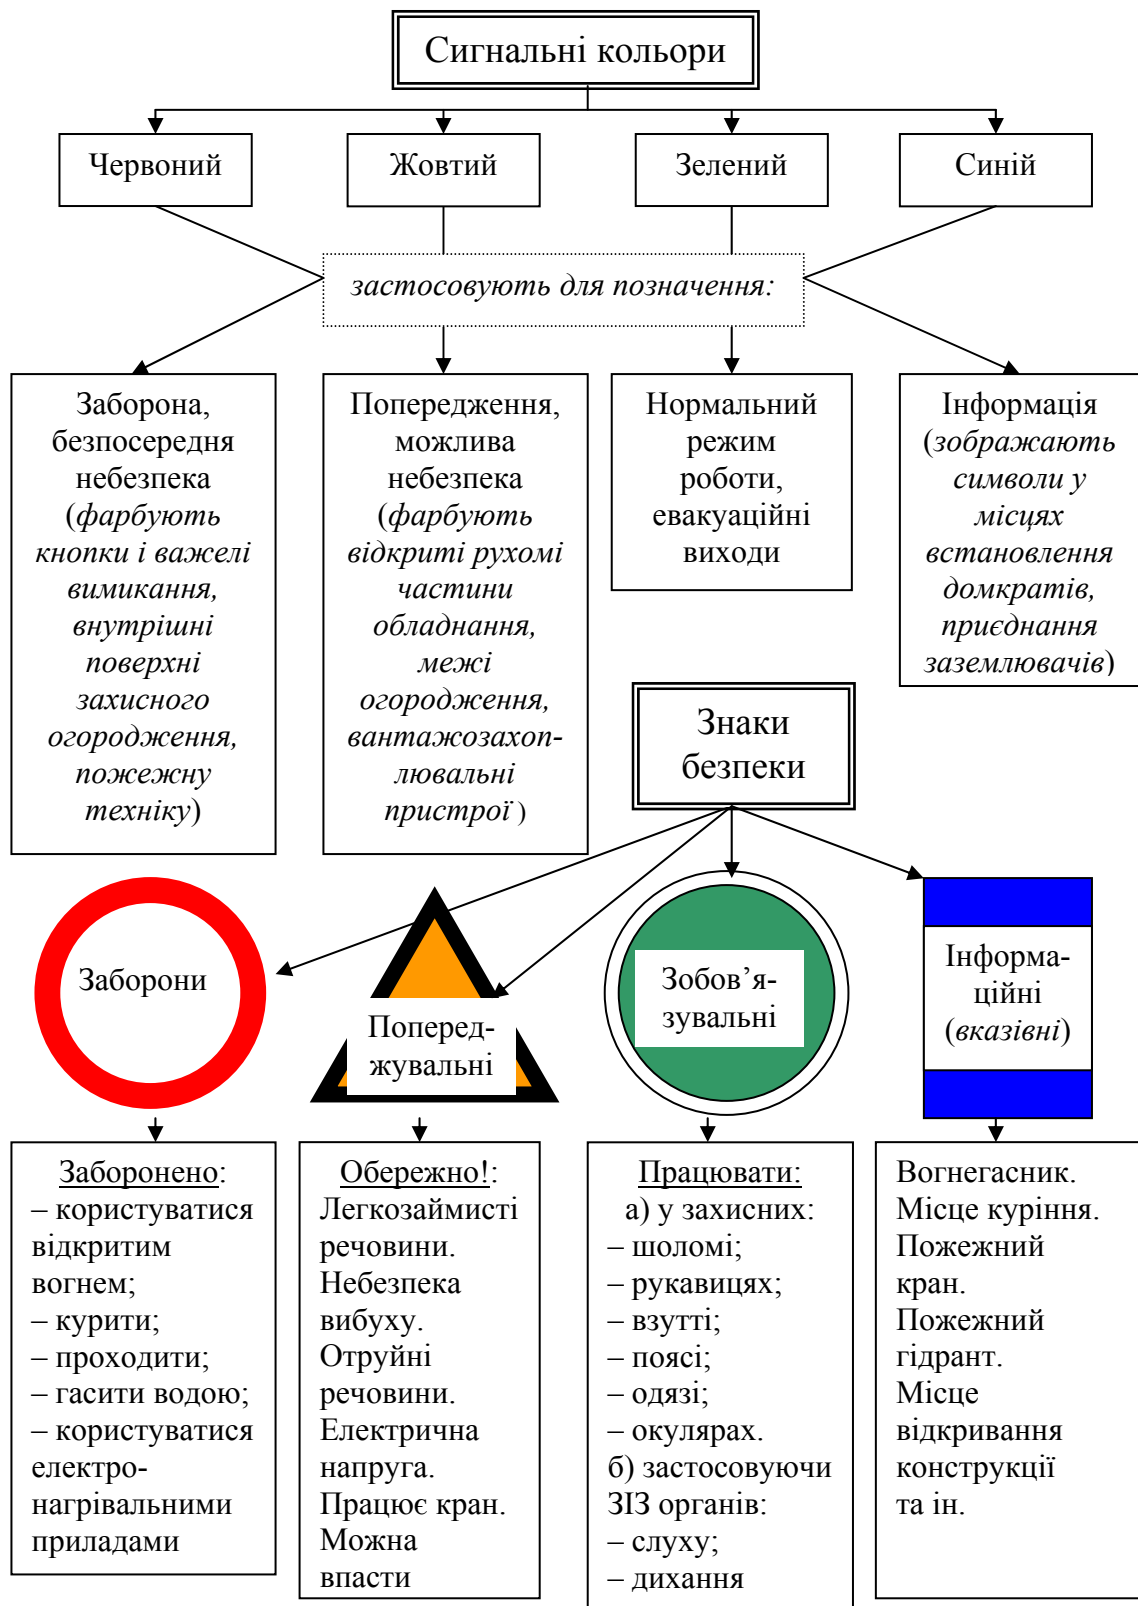 Сигнальні кольори
Червоний
Жовтий
Зелений
Синій
застосовують для позначення:
Заборона,
безпосередня
небезпека
(фарбують
кнопки і важелі
вимикання,
внутрішні
поверхні
захисного
огородження,
пожежну
техніку)
Попередження,
можлива
небезпека
(фарбують
відкриті рухомі
частини
обладнання,
межі
огородження,
вантажозахоп-
лювальні
пристрої )
Нормальний
режим
роботи,
евакуаційні
виходи
Інформація
(зображають
символи у
місцях
встановлення
домкратів,
приєднання
заземлювачів)
Знаки
безпеки
Заборони
Поперед-
жувальні
Зобов’я-
зувальні
Інформа-
ційні
(вказівні)
Заборонено:
– користуватися
відкритим
вогнем;
– курити;
– проходити;
– гасити водою;
– користуватися
електро-
нагрівальними
приладами
Обережно!:
Легкозаймисті
речовини.
Небезпека
вибуху.
Отруйні
речовини.
Електрична
напруга.
Працює кран.
Можна
впасти
Працювати:
а) у захисних:
– шоломі;
– рукавицях;
– взутті;
– поясі;
– одязі;
– окулярах.
б) застосовуючи
ЗІЗ органів:
– слуху;
– дихання
Вогнегасник.
Місце куріння.
Пожежний
кран.
Пожежний
гідрант.
Місце
відкривання
конструкції
та ін.